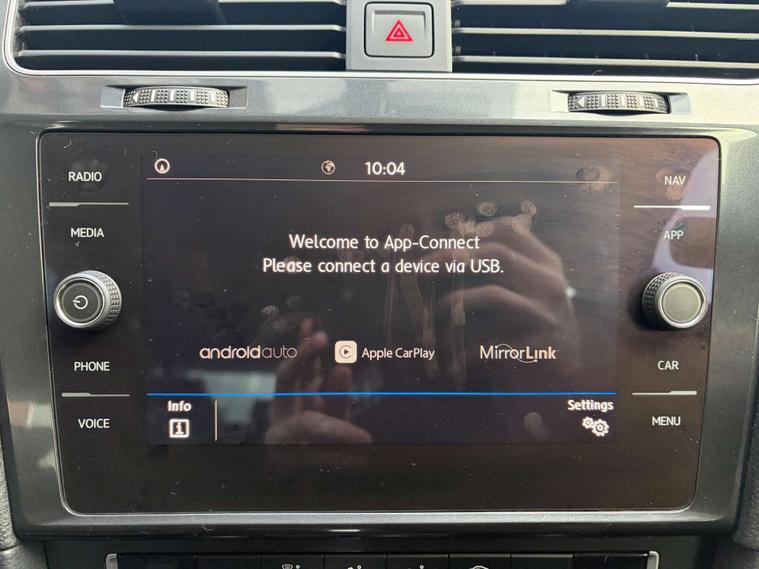 10:04
RADIO
MEDIA
PHONE
VOICE
Welcome to App-Connect
Please connect a device via USB.
androidauto
Apple CarPlay
MirrorLink
Info
Settings
NAV
APP
CAR
MENU